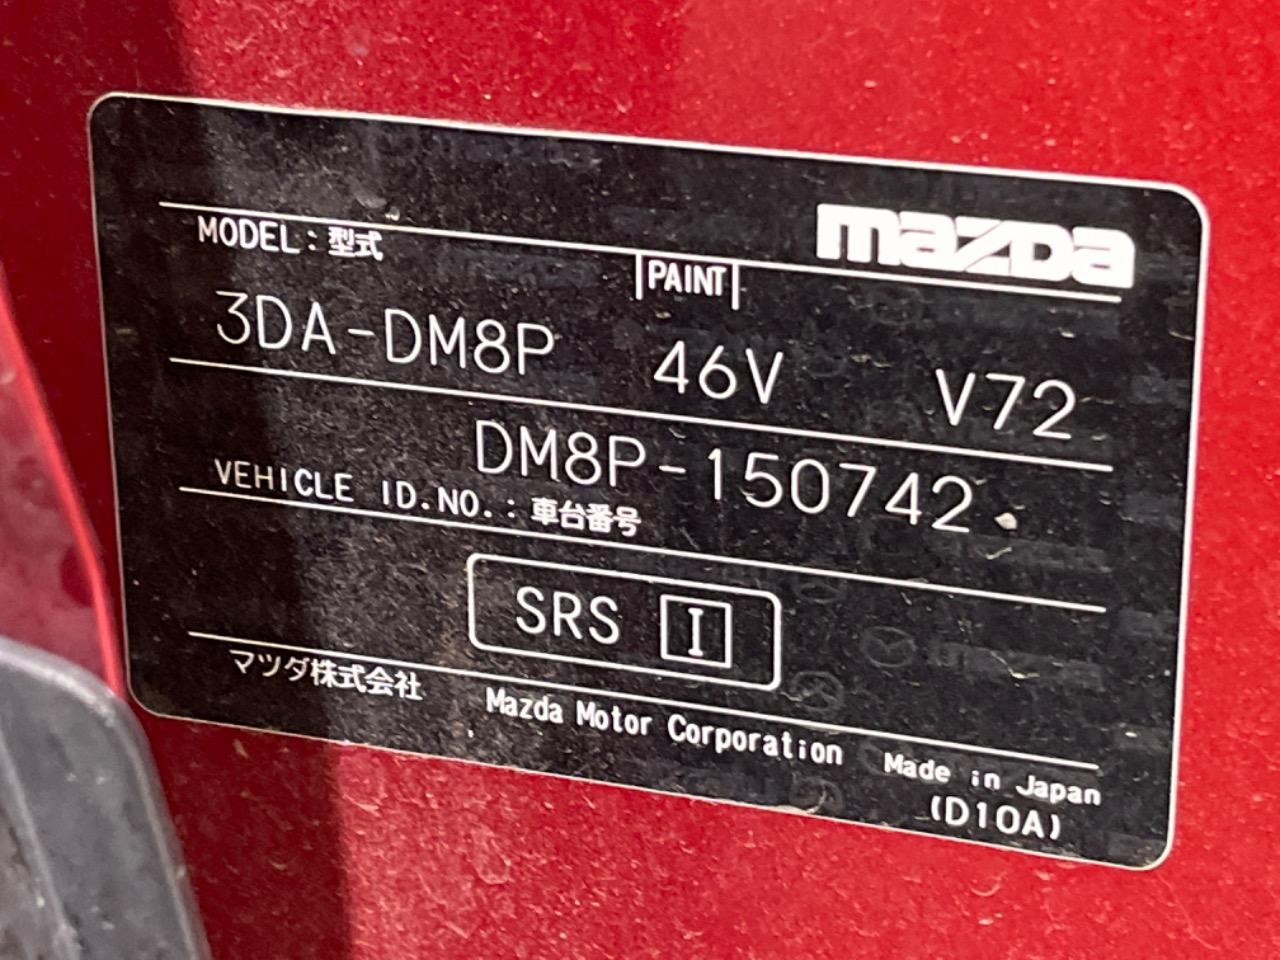 mazda
MODEL : 型式
PAINT
3DA-DM8P 46V V72
DM8P-150742
VEHICLE ID.NO. : 車台番号
SRS I
マツダ株式会社 Mazda Motor Corporation Made in Japan
(D10A)